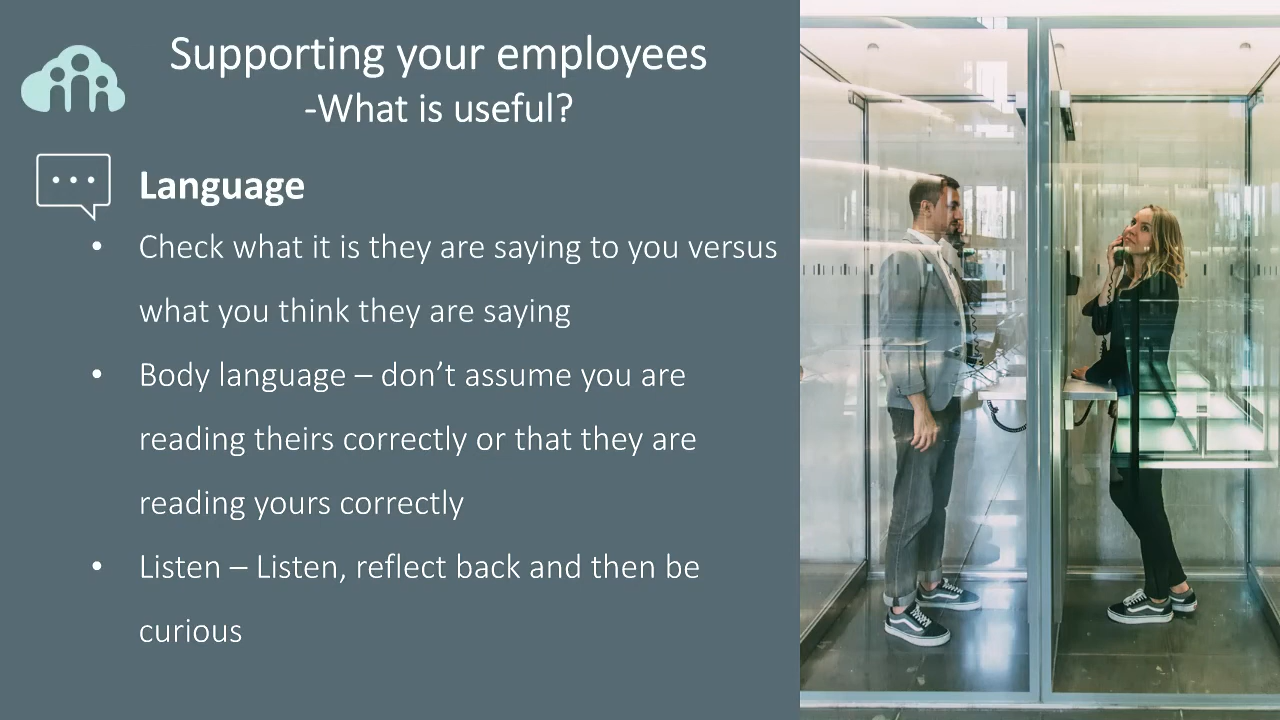 Supporting your employees
-What is useful?
Language
• Check what it is they are saying to you versus
what you think they are saying
• Body language – don’t assume you are
reading theirs correctly or that they are
reading yours correctly
• Listen – Listen, reflect back and then be
curious